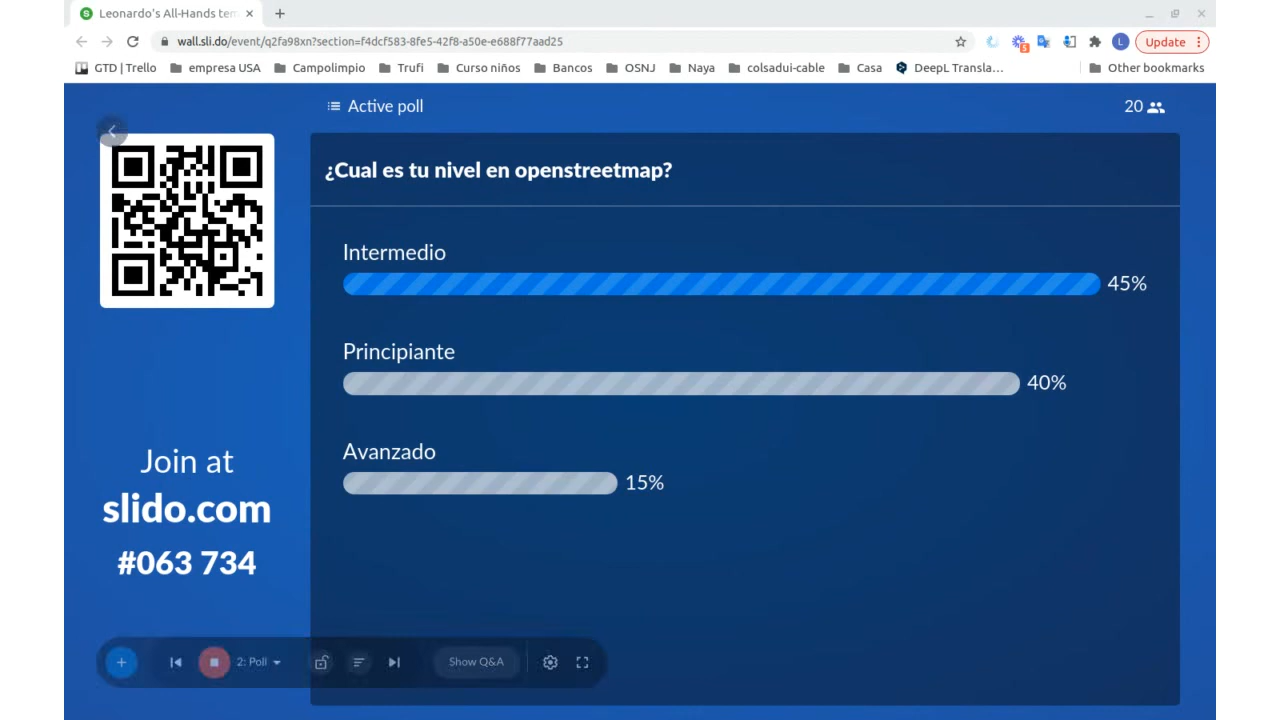 Leonardo's All-Hands tem
wall.sli.do/event/q2fa98xn?section=f4dcf583-8fe5-42f8-a50e-e688f77aad25
5
L
Update
GTD | Trello
empresa USA
Campolimpio
Trufi
Curso niños
Bancos
OSNJ
Naya
colsadui-cable
Casa
DeepL Transla...
Other bookmarks
Active poll
20
¿Cual es tu nivel en openstreetmap?
Intermedio
45%
Principiante
40%
Avanzado
15%
Join at
slido.com
#063 734
2: Poll
Show Q&A